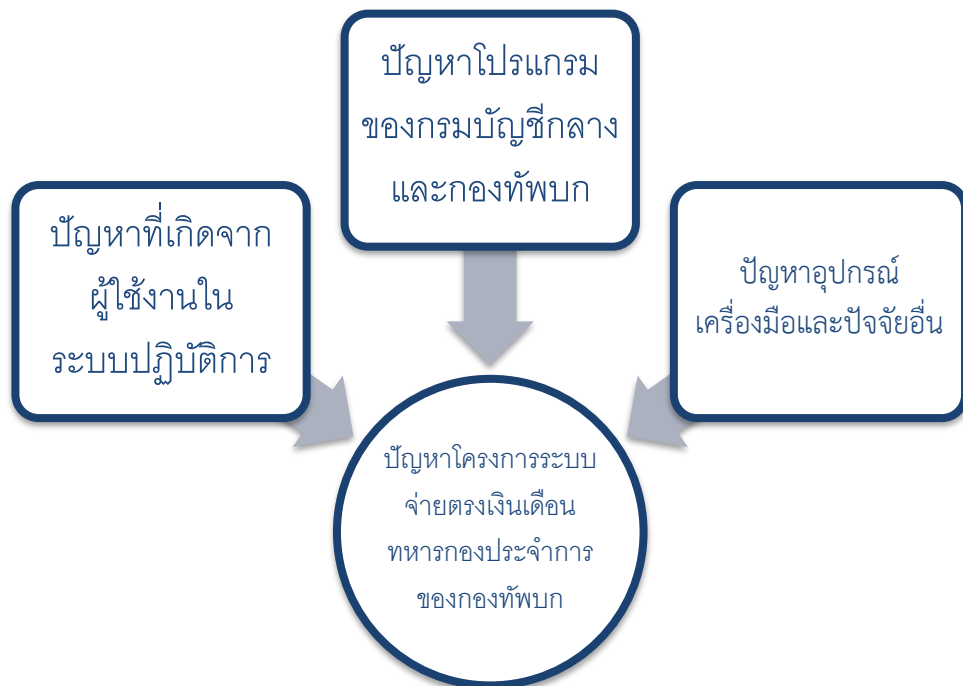 ปัญหาโปรแกรม
ของกรมบัญชีกลาง
และกองทัพบก
ปัญหาที่เกิดจาก
ผู้ใช้งานใน
ระบบปฏิบัติการ
ปัญหาอุปกรณ์
เครื่องมือและปัจจัยอื่น
ปัญหาโครงการระบบ
จ่ายตรงเงินเดือน
ทหารกองประจำการ
ของกองทัพบก